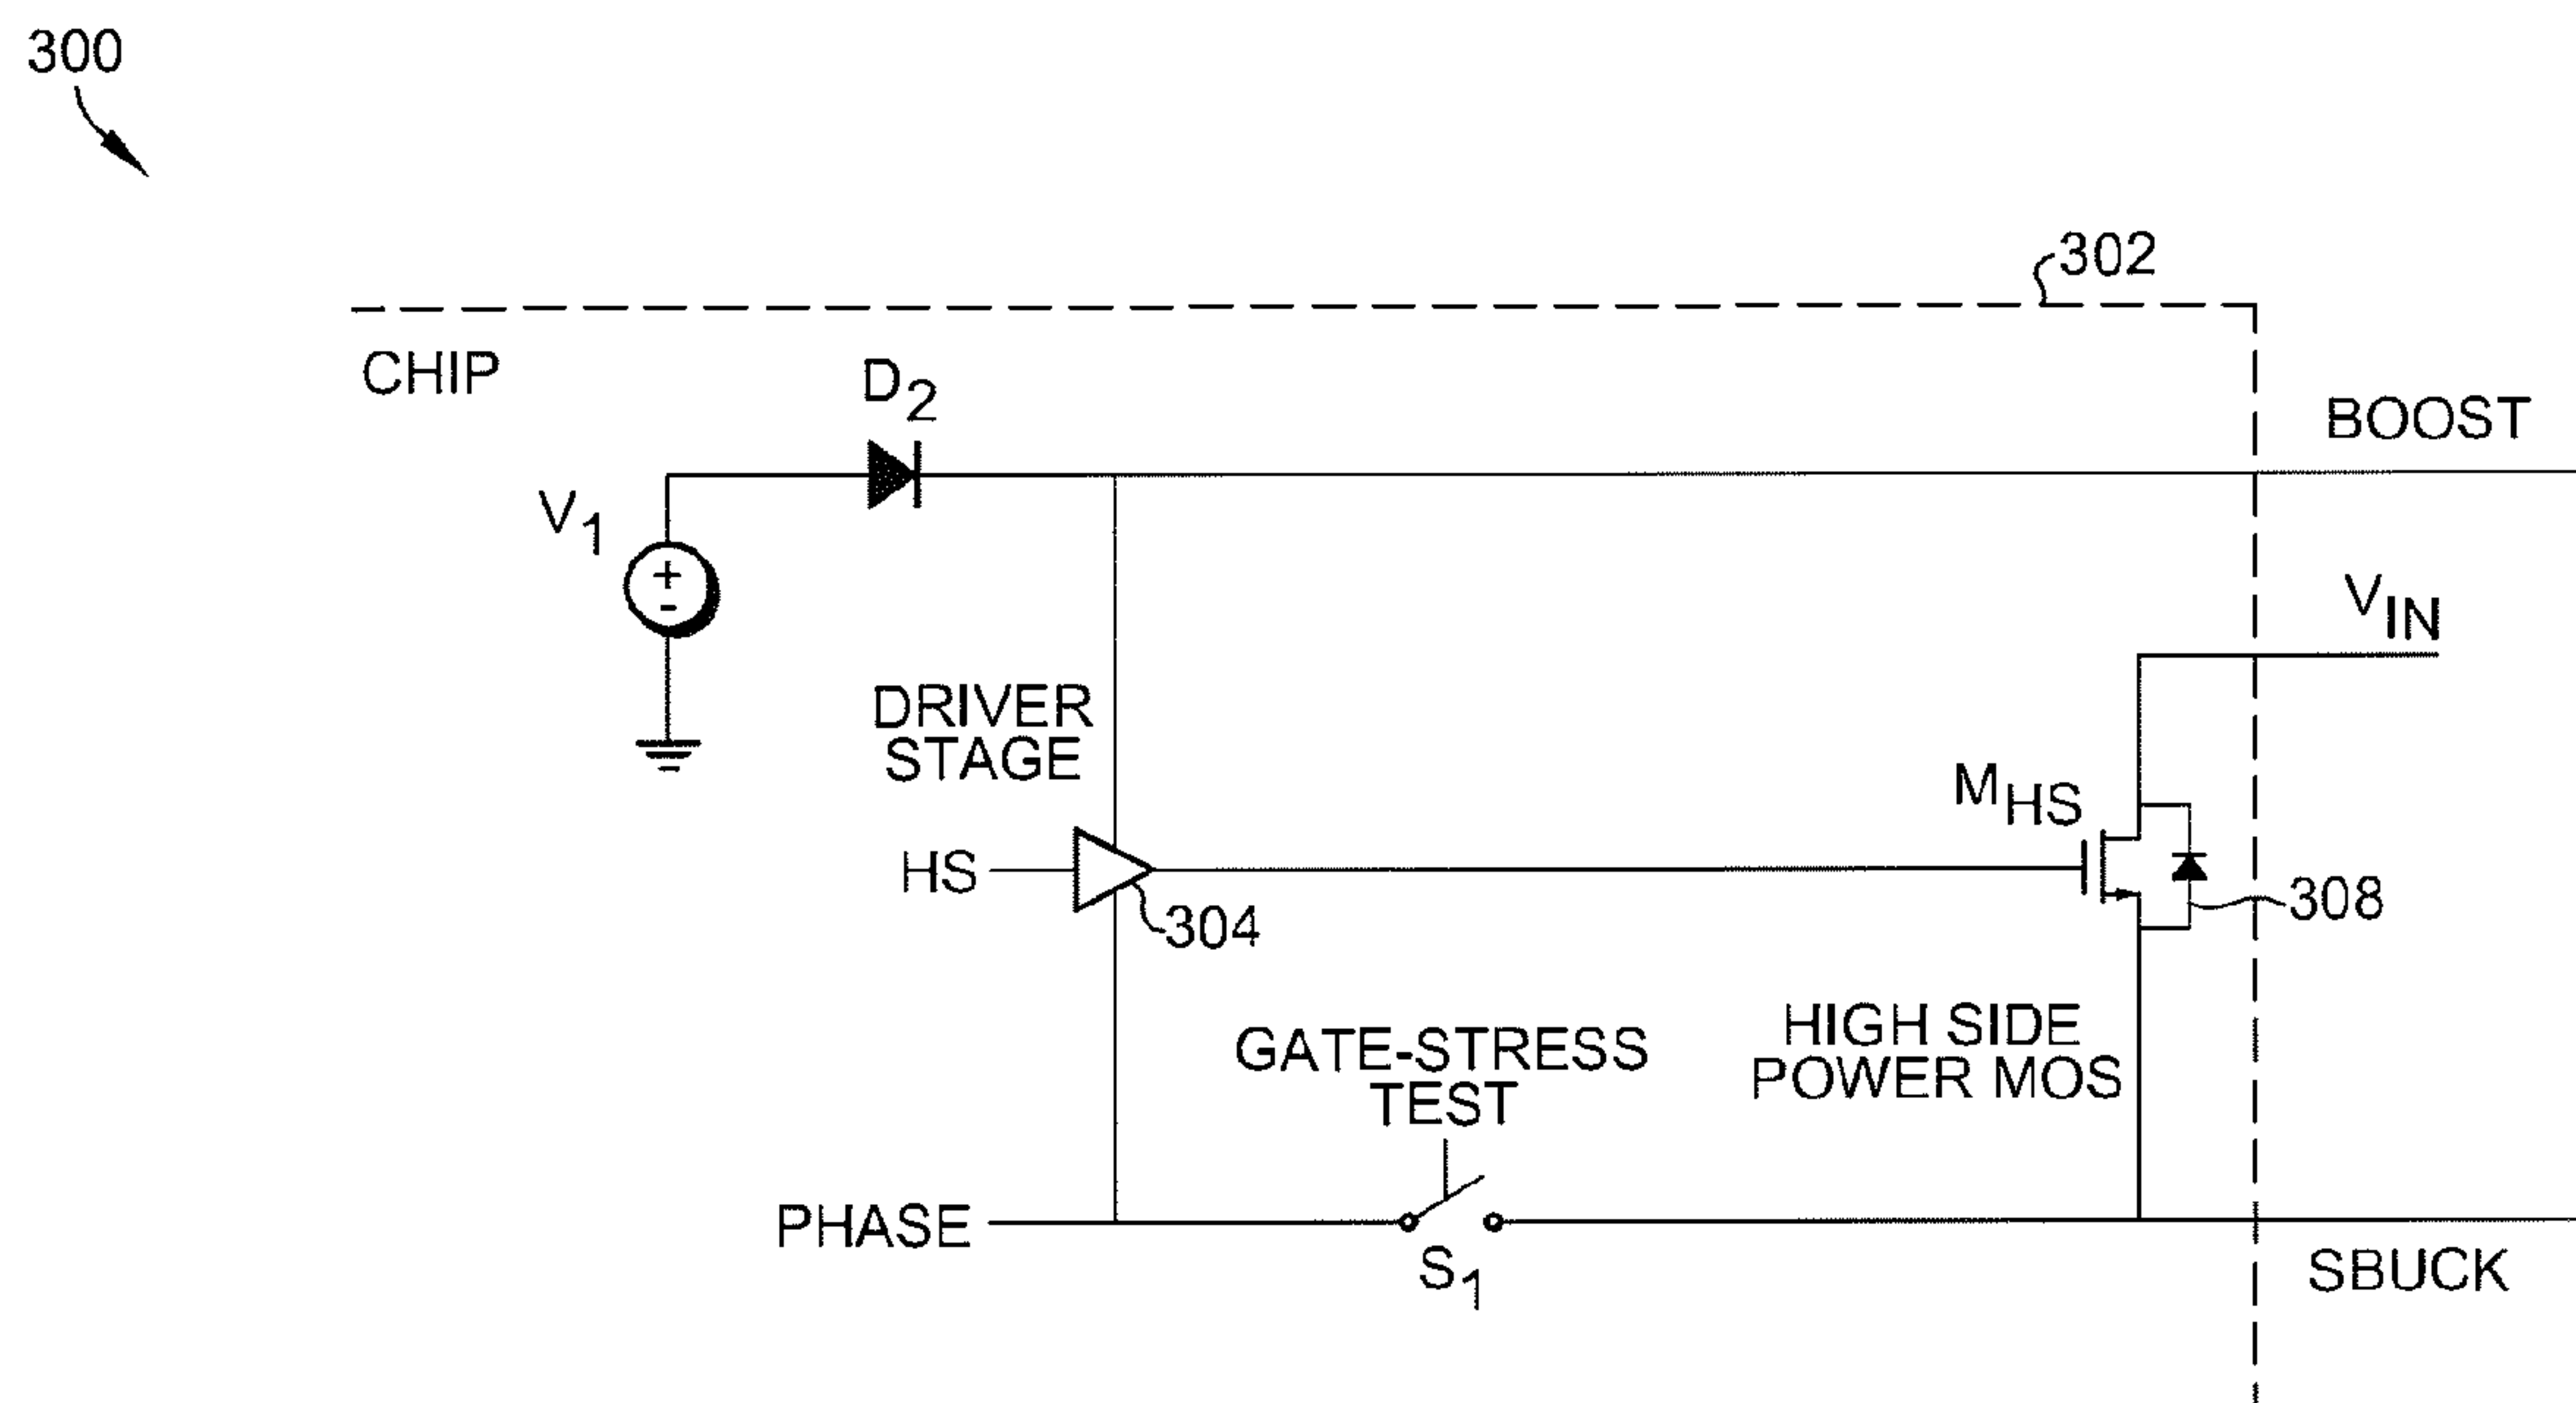 300
302
CHIP
D2
BOOST
V1
VIN
DRIVER
STAGE
MHS
HS
304
308
GATE-STRESS
TEST
HIGH SIDE
POWER MOS
PHASE
S1
SBUCK